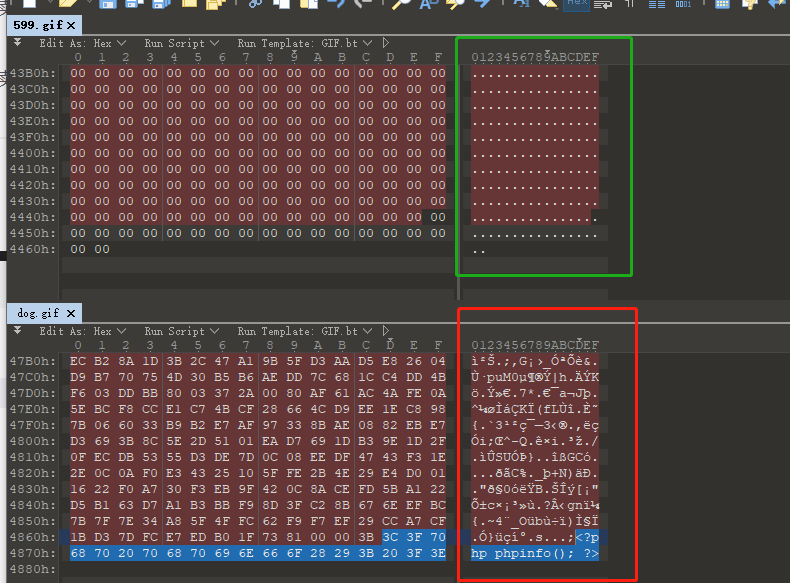 599.gif ×
Edit As: Hex Run Script Run Template: GIF.bt
0 1 2 3 4 5 6 7 8 9 A B C D E F 0123456789ABCDEF
43B0h: 00 00 00 00 00 00 00 00 00 00 00 00 00 00 00 00 ................
43C0h: 00 00 00 00 00 00 00 00 00 00 00 00 00 00 00 00 ................
43D0h: 00 00 00 00 00 00 00 00 00 00 00 00 00 00 00 00 ................
43E0h: 00 00 00 00 00 00 00 00 00 00 00 00 00 00 00 00 ................
43F0h: 00 00 00 00 00 00 00 00 00 00 00 00 00 00 00 00 ................
4400h: 00 00 00 00 00 00 00 00 00 00 00 00 00 00 00 00 ................
4410h: 00 00 00 00 00 00 00 00 00 00 00 00 00 00 00 00 ................
4420h: 00 00 00 00 00 00 00 00 00 00 00 00 00 00 00 00 ................
4430h: 00 00 00 00 00 00 00 00 00 00 00 00 00 00 00 00 ................
4440h: 00 00 00 00 00 00 00 00 00 00 00 00 00 00 00 00 ................
4450h: 00 00 00 00 00 00 00 00 00 00 00 00 00 00 00 00 ................
4460h: 00 00 ..
dog.gif ×
Edit As: Hex Run Script Run Template: GIF.bt
0 1 2 3 4 5 6 7 8 9 A B C D E F 0123456789ABCDEF
47B0h: EC B2 8A 1D 3B 2C 47 A1 9B 5F D3 AA D5 E8 26 04 ì²Š.;,G¡›_ÓªÕè&.
47C0h: D9 B7 70 75 4D 30 B5 B6 AE DD 7C 68 1C C4 DD 4B Ù·puM0µ¶®Ý|h.ÄÝK
47D0h: F6 03 DD BB 80 03 37 2A 00 80 AF 61 AC 4A FE 0A ö.Ý»€.7*.€¯a¬Jþ.
47E0h: 5E BC F8 CC E1 C7 4B CF 28 66 4C D9 EE 1E C8 98 ^¼øÌáÇKÏ(fLÙî.È˜
47F0h: 7B 06 60 33 B9 B2 E7 AF 97 33 8B AE 08 82 EB E7 {.`3¹²ç¯—3‹®.‚ëç
4800h: D3 69 3B 8C 5E 2D 51 01 EA D7 69 1D B3 9E 1D 2F Ói;Œ^-Q.ê×i.³ž./
4810h: 0F EC DB 53 55 D3 DE 7D 0C 08 EE DF 47 43 F3 1E .ìÛSUÓÞ}..îßGCó.
4820h: 2E 0C 0A F0 E3 43 25 10 5F FE 2B 4E 29 E4 D0 01 ...ðãC%._þ+N)äÐ.
4830h: 16 22 F0 A7 30 F3 EB 9F 42 0C 8A CE FD 5B A1 22 ."ð§0óëŸB.ŠÎý[¡"
4840h: D5 B1 63 D7 A1 B3 BB F9 8D 3F C2 8B 67 6E EF BC Õ±c×¡³»ù.?Â‹gnï¼
4850h: 7B 7F 7E 34 A8 5F 4F FC 62 F9 F7 EF 29 CC A7 CF {.~4¨_Oübù÷ï)Ì§Ï
4860h: 1B D3 7D FC E7 ED B0 1F 73 81 00 00 3B 3C 3F 70 .Ó}üçí°.s...;<?p
4870h: 68 70 20 70 68 70 69 6E 66 6F 28 29 3B 20 3F 3E hp phpinfo(); ?>
4880h: